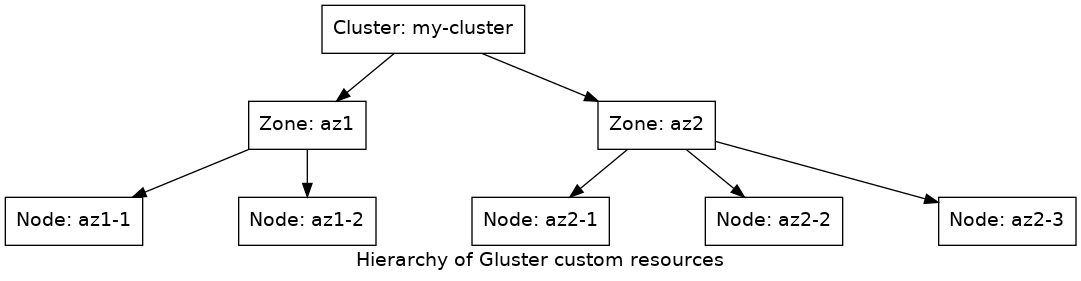 Cluster: my-cluster
Zone: az1
Zone: az2
Node: az1-1
Node: az1-2
Node: az2-1
Node: az2-2
Node: az2-3
Hierarchy of Gluster custom resources